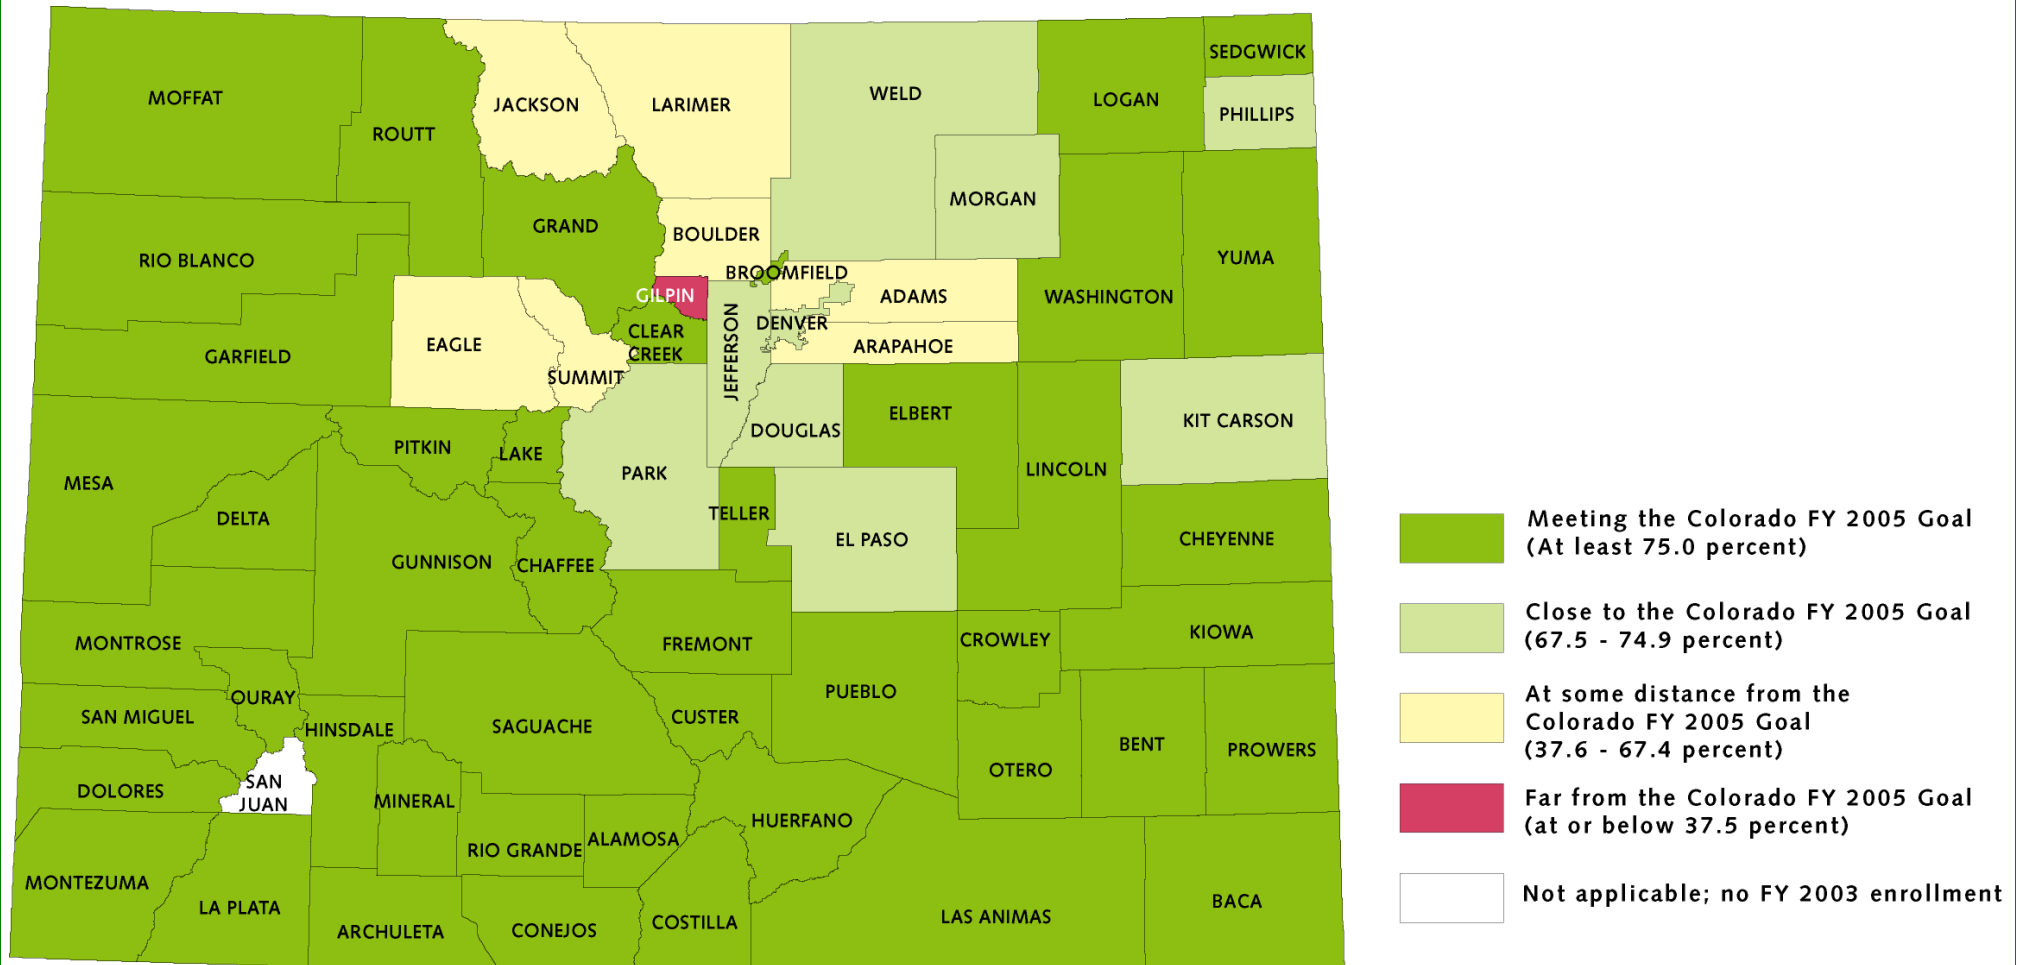 SEDGWICK
MOFFAT
JACKSON
LARIMER
WELD
LOGAN
PHILLIPS
ROUTT
MORGAN
GRAND
BOULDER
YUMA
RIO BLANCO
BROOMFIELD
GILPIN
ADAMS
WASHINGTON
DENVER
CLEAR
CREEK
JEFFERSON
EAGLE
ARAPAHOE
GARFIELD
SUMMIT
ELBERT
KIT CARSON
DOUGLAS
PITKIN
LAKE
PARK
LINCOLN
MESA
DELTA
TELLER
EL PASO
CHEYENNE
GUNNISON
CHAFFEE
MONTROSE
FREMONT
CROWLEY
KIOWA
OURAY
PUEBLO
SAN MIGUEL
HINSDALE
SAGUACHE
CUSTER
BENT
PROWERS
OTERO
SAN
JUAN
DOLORES
MINERAL
HUERFANO
RIO GRANDE
ALAMOSA
MONTEZUMA
LA PLATA
ARCHULETA
CONEJOS
COSTILLA
LAS ANIMAS
BACA
Meeting the Colorado FY 2005 Goal
(At least 75.0 percent)
Close to the Colorado FY 2005 Goal
(67.5 - 74.9 percent)
At some distance from the
Colorado FY 2005 Goal
(37.6 - 67.4 percent)
Far from the Colorado FY 2005 Goal
(at or below 37.5 percent)
Not applicable; no FY 2003 enrollment